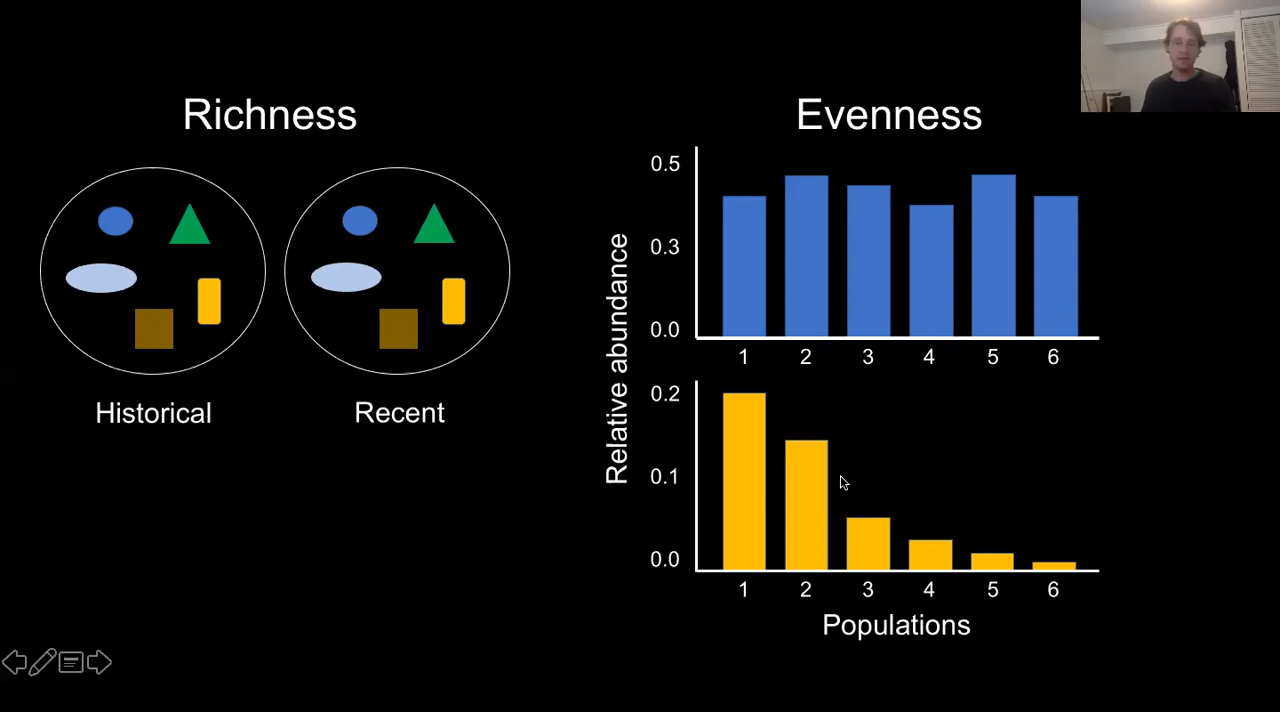 Richness
Historical
Recent
Evenness
Relative abundance
0.5
0.3
0.0
1 2 3 4 5 6
0.2
0.1
0.0
1 2 3 4 5 6
Populations